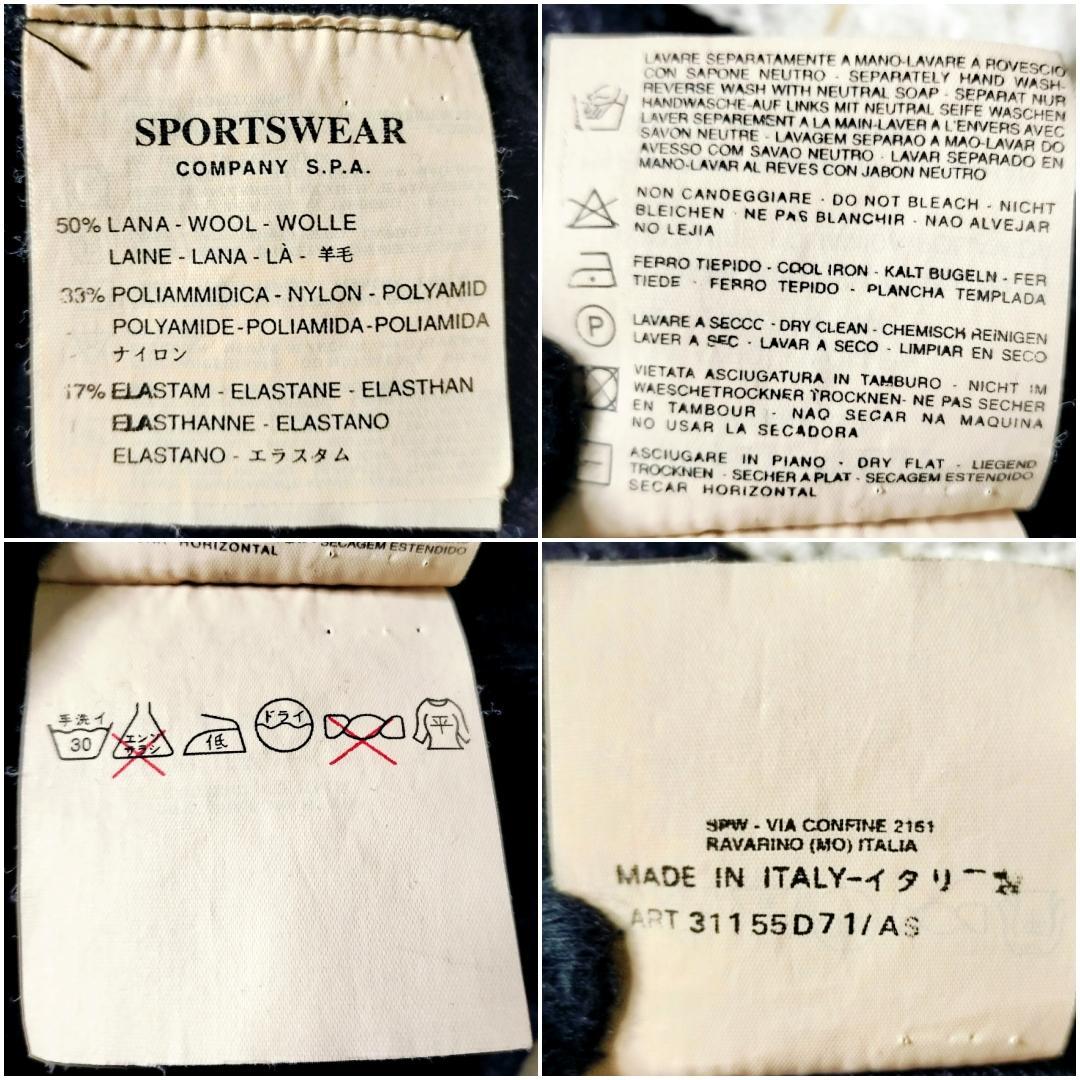 SPORTSWEAR
COMPANY S.P.A.
50% LANA - WOOL - WOLLE
LAINE - LANA - LÀ - 羊毛
33% POLIAMMIDICA - NYLON - POLYAMID
POLYAMIDE-POLIAMIDA-POLIAMIDA
ナイロン
17% ELASTAM - ELASTANE - ELASTHAN
ELASTHANNE - ELASTANO
ELASTANO - エラスタム
LAVARE SEPARATAMENTE A MANO-LAVARE A ROVESCIO
CON SAPONE NEUTRO · SEPARATELY HAND WASH-
REVERSE WASH WITH NEUTRAL SOAP - SEPARAT NUR
HANDWASCHE-AUF LINKS MIT NEUTRAL SEIFE WASCHEN
LAVER SEPAREMENT A LA MAIN-LAVER A L'ENVERS AVEC
SAVON NEUTRE - LAVAGEM SEPARAO A MAO-LAVAR DO
AVESSO COM SAVAO NEUTRO - LAVAR SEPARADO EN
MANO-LAVAR AL REVES CON JABON NEUTRO
NON CANDEGGIARE · DO NOT BLEACH - NICHT
BLEICHEN · NE PAS BLANCHIR · NAO ALVEJAR
NO LEJIA
FERRO TIEPIDO - COOL IRON - KALT BUGELN - FER
TIEDE · FERRO TEPIDO - PLANCHA TEMPLADA
P
LAVARE A SECCC - DRY CLEAN - CHEMISCH REINIGEN
LAVER A SEC · LAVAR A SECO - LIMPIAR EN SECO
VIETATA ASCIUGATURA IN TAMBURO - NICHT IM
WAESCHETROCKNER TROCKNEN- NE PAS SECHER
EN TAMBOUR - NAO SECAR NA MAQUINA
NO USAR LA SECADORA
ASCIUGARE IN PIANO - DRY FLAT - LIEGEND
TROCKNEN - SECHER A PLAT - SECAGEM ESTENDIDO
SECAR HORIZONTAL
HORIZONTAL SECAGEM ESTENDIDO
手洗イ
30
エンソ
サラシ
低
ドライ
平
SPW - VIA CONFINE 2161
RAVARINO (MO) ITALIA
MADE IN ITALY-イタリー製
ART 31155D71/AS